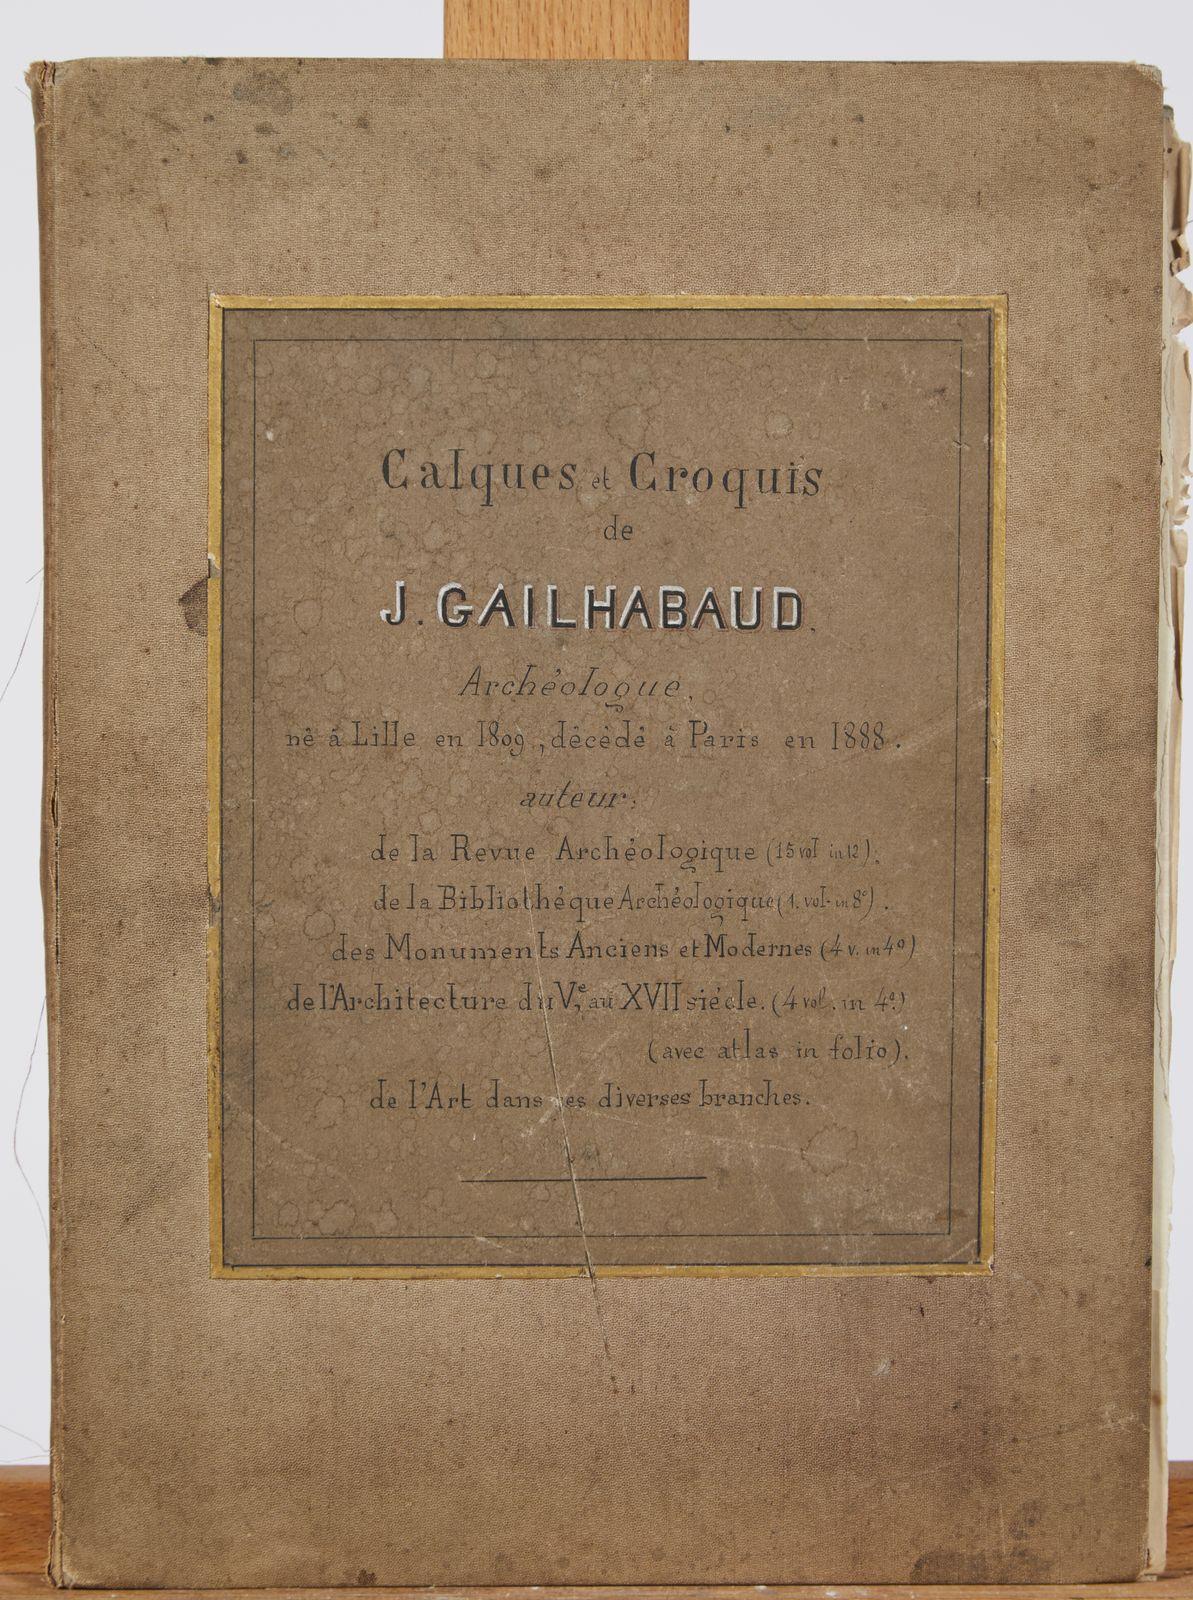 Calques et Croquis
de
J. GAILHABAUD.
Archéologue,
né à Lille en 1809, décédé à Paris en 1888.
auteur:
de la Revue Archéologique (15 vol in 12);
de la Bibliothéque Archéologique (1. vol. in 8°).
des Monuments Anciens et Modernes (4 v. in 4°)
de l'Architecture du Ve, au XVII siécle. (4 vol. in 4°)
(avec atlas in folio).
de l'Art dans ses diverses branches.